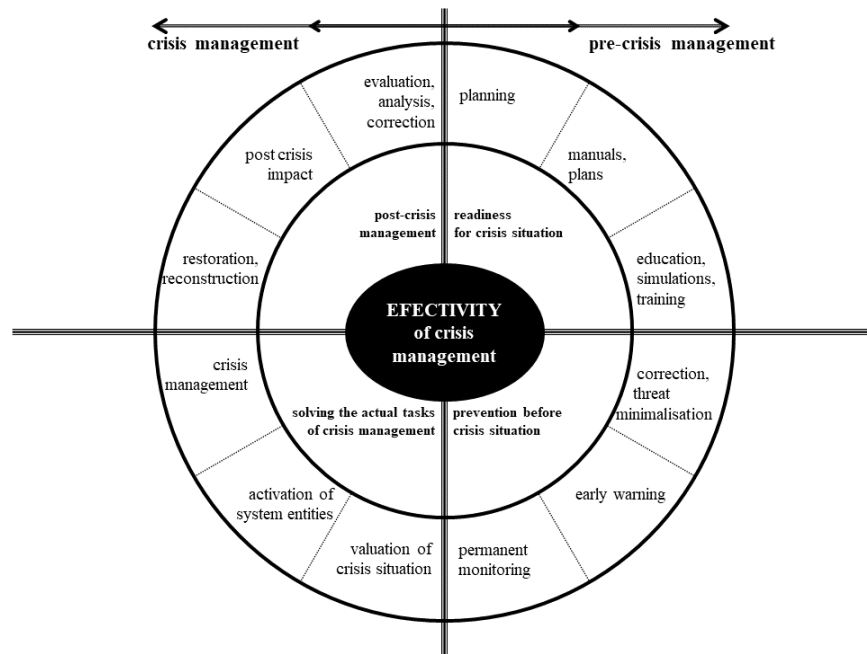 crisis management
pre-crisis management
evaluation,
analysis,
correction
planning
post crisis
impact
manuals,
plans
post-crisis
management
readiness
for crisis situation
restoration,
reconstruction
education,
simulations,
training
EFECTIVITY
of crisis
management
crisis
management
correction,
threat
minimalisation
solving the actual tasks
of crisis management
prevention before
crisis situation
activation of
system entities
early warning
valuation of
crisis situation
permanent
monitoring